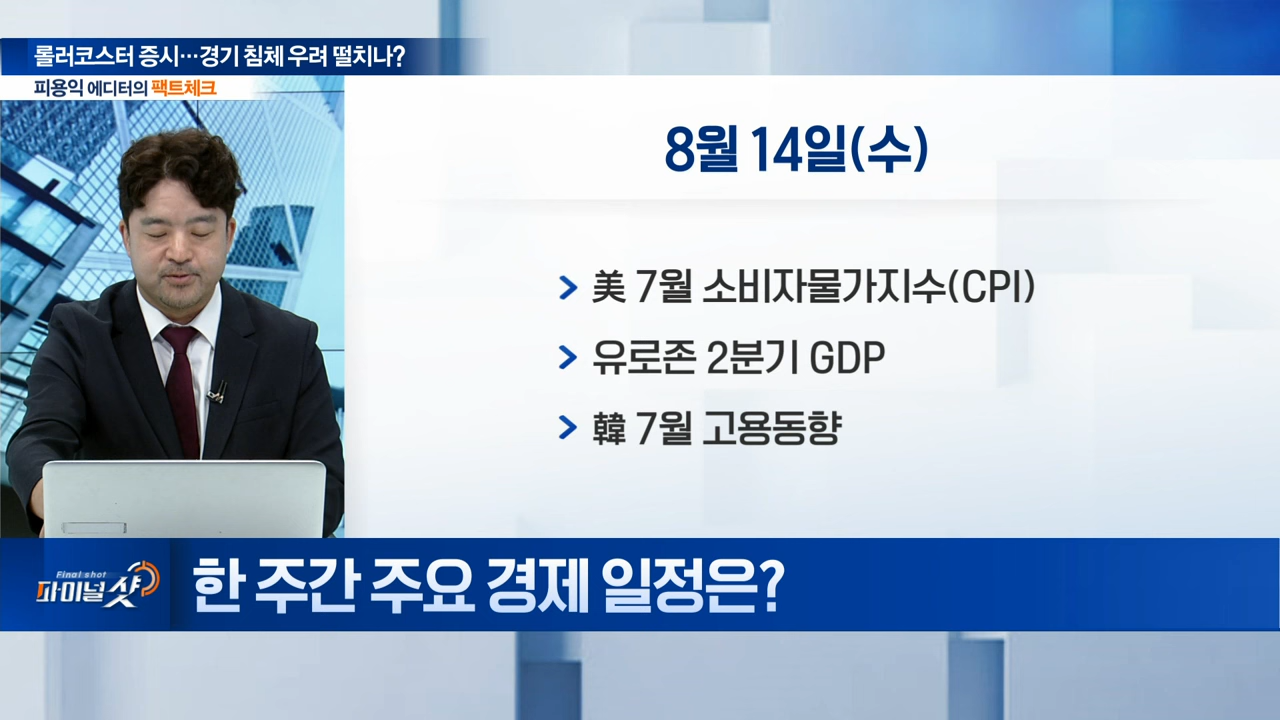 롤러코스터 증시…경기 침체 우려 떨치나?
피용익 에디터의 팩트체크
8월 14일(수)
美 7월 소비자물가지수(CPI)
유로존 2분기 GDP
韓 7월 고용동향
Final shot
파이널샷
한 주간 주요 경제 일정은?